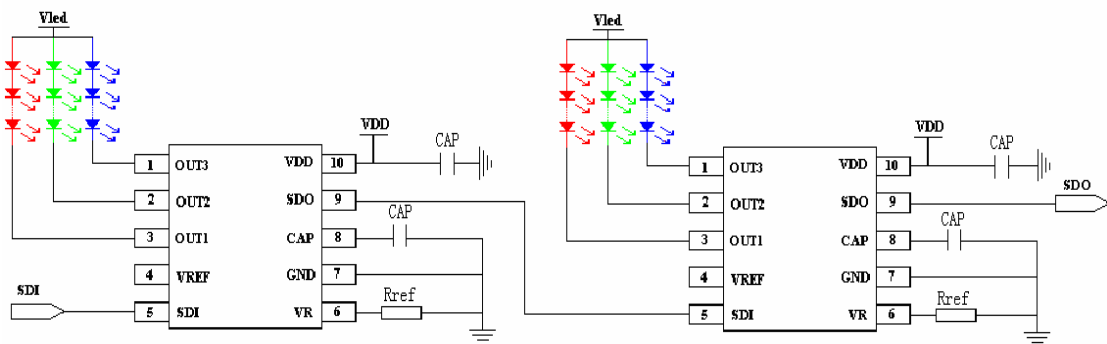 Vled
Vled
VDD
CAP
VDD
CAP
1 OUT3 VDD 10
1 OUT3 VDD 10
2 OUT2 SDO 9
2 OUT2 SDO 9
SDO
CAP
CAP
3 OUT1 CAP 8
3 OUT1 CAP 8
4 VREF GND 7
4 VREF GND 7
SDI
Rref
Rref
5 SDI VR 6
5 SDI VR 6